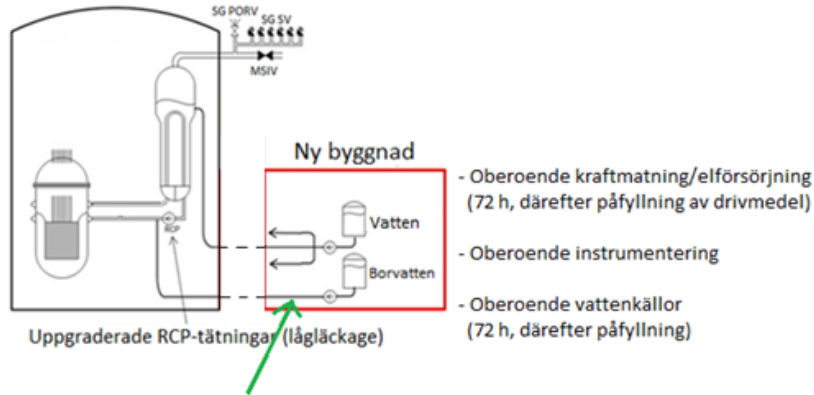 SG PORV
SG SV
MSIV
Ny byggnad
- Oberoende kraftmatning/elförsörjning
(72 h, därefter påfyllning av drivmedel)
Vatten
- Oberoende instrumentering
RCP
Borvatten
- Oberoende vattenkällor
(72 h, därefter påfyllning)
Uppgraderade RCP-tätningar (lågläckage)